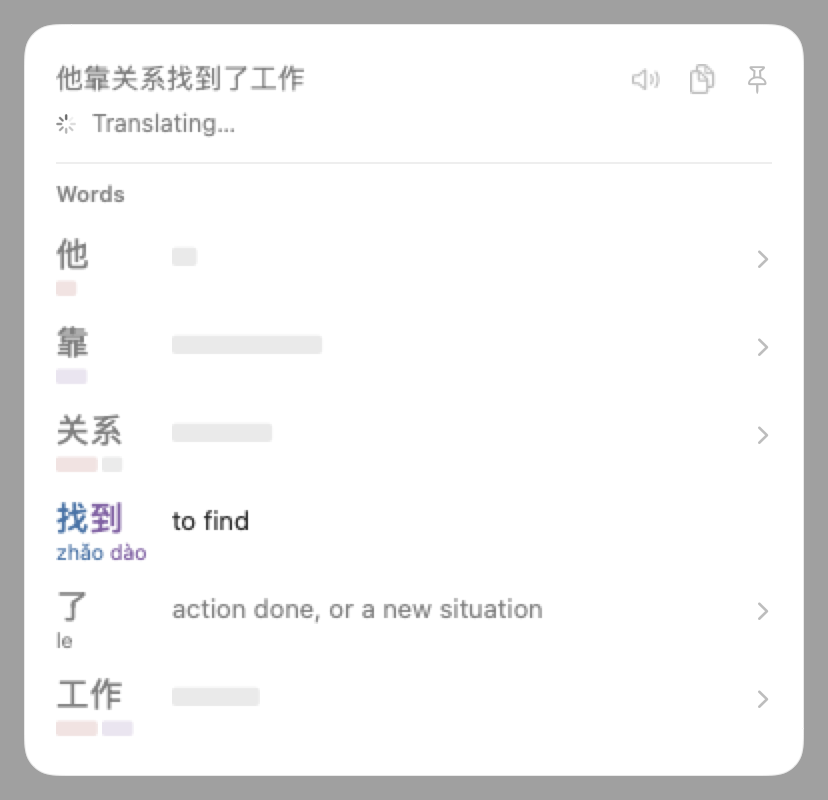 他靠关系找到了工作
Translating...
Words
他
靠
关系
找到 to find
zhǎo dào
了 action done, or a new situation
le
工作